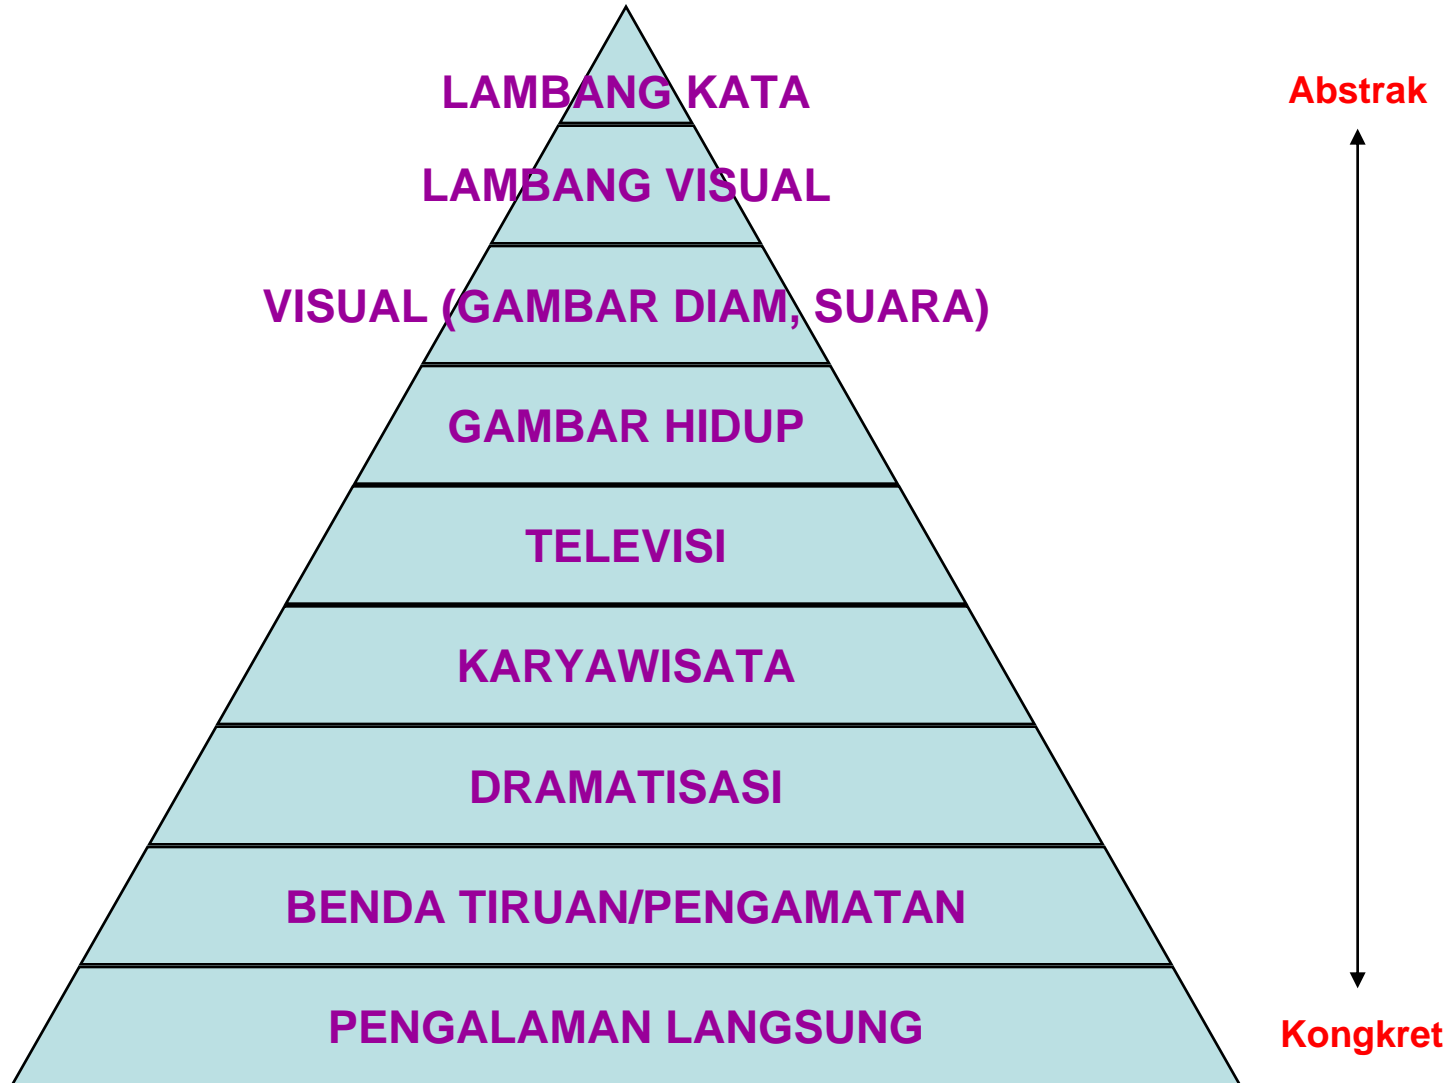 LAMBANG KATA
LAMBANG VISUAL
VISUAL (GAMBAR DIAM, SUARA)
GAMBAR HIDUP
TELEVISI
KARYAWISATA
DRAMATISASI
BENDA TIRUAN/PENGAMATAN
PENGALAMAN LANGSUNG
Abstrak
Kongkret